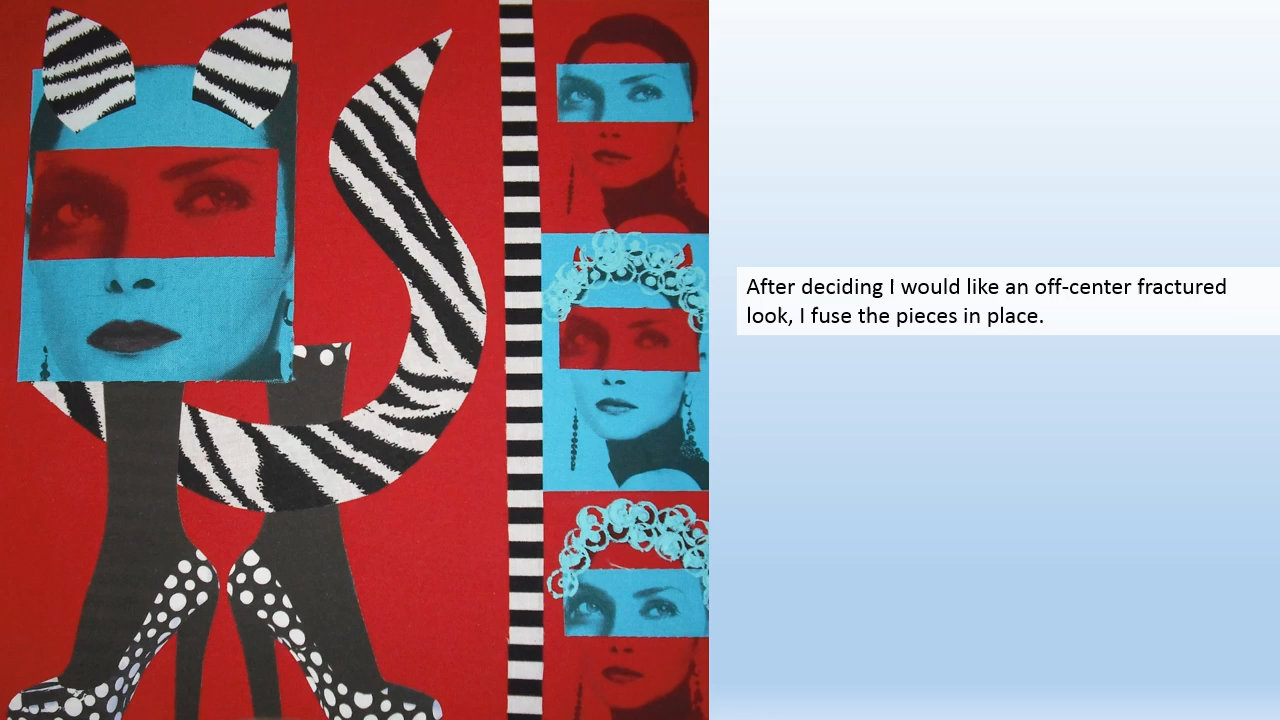 After deciding I would like an off-center fractured
look, I fuse the pieces in place.